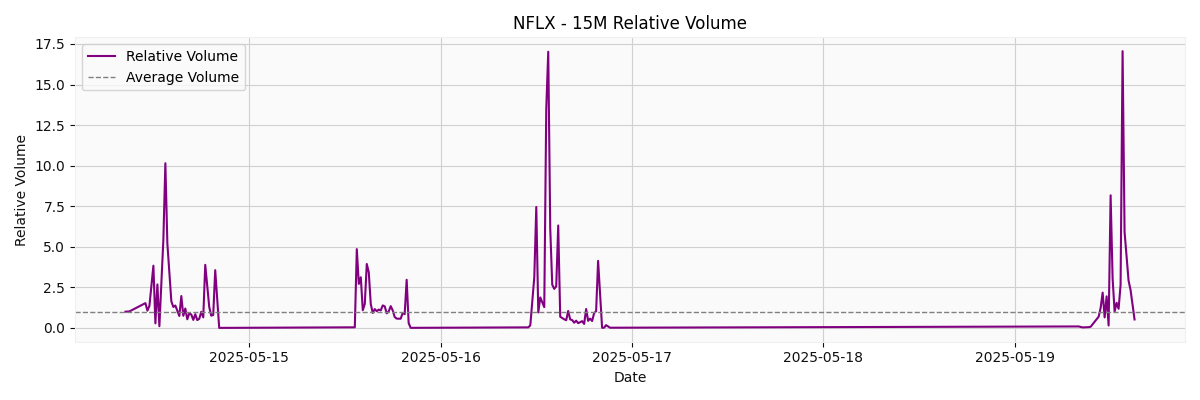 NFLX - 15M Relative Volume
Relative Volume
Average Volume
17.5
15.0
12.5
10.0
7.5
5.0
2.5
0.0
Relative Volume
2025-05-15
2025-05-16
2025-05-17
2025-05-18
2025-05-19
Date